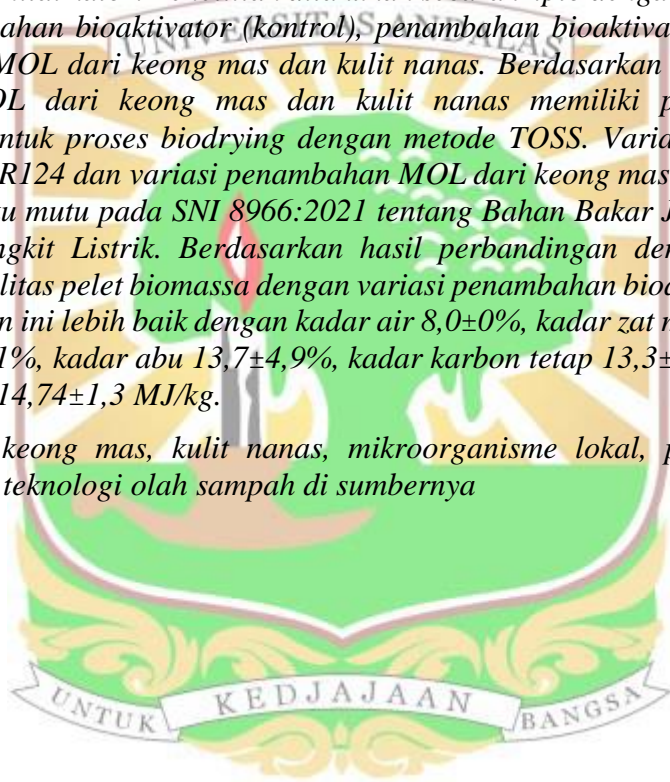 UNIVERSITAS ANDALAS
bahan bioaktivator (kontrol), penambahan bioaktiva
MOL dari keong mas dan kulit nanas. Berdasarkan
OL dari keong mas dan kulit nanas memiliki p
ntuk proses biodrying dengan metode TOSS. Varia
R124 dan variasi penambahan MOL dari keong mas
ku mutu pada SNI 8966:2021 tentang Bahan Bakar J
ngkit Listrik. Berdasarkan hasil perbandingan den
alitas pelet biomassa dengan variasi penambahan bioa
n ini lebih baik dengan kadar air 8,0±0%, kadar zat
1%, kadar abu 13,7±4,9%, kadar karbon tetap 13,3±
14,74±1,3 MJ/kg.
keong mas, kulit nanas, mikroorganisme lokal, p
teknologi olah sampah di sumbernya
UNTUK KEDJAJAAN BANGSA